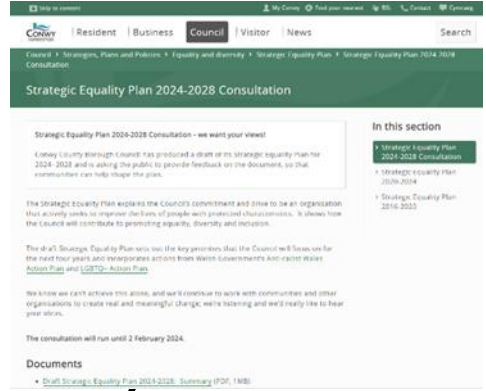 Skip to content My Conwy Find your nearest BSL Contact Cymraeg
CONWY Resident Business Council Visitor News Search
Council > Strategies, Plans and Policies > Equality and diversity > Strategic Equality Plan > Strategic Equality Plan 2024-2028
Consultation
Strategic Equality Plan 2024-2028 Consultation
Strategic Equality Plan 2024-2028 Consultation - we want your views!
Conwy County Borough Council has produced a draft of its Strategic Equality Plan for
2024- 2028 and is asking the public to provide feedback on the document, so that
communities can help shape the plan.
The Strategic Equality Plan explains the Council's commitment and drive to be an organisation
that actively seeks to improve the lives of people with protected characteristics. It shows how
the Council will contribute to promoting equality, diversity and inclusion.
The draft Strategic Equality Plan sets out the key priorities that the Council will focus on for
the next four years and incorporates actions from Welsh Government's Anti-racist Wales
Action Plan and LGBTQ+ Action Plan.
We know we can't achieve this alone, and we'll continue to work with communities and other
organisations to create real and meaningful change; we're listening and we'd really like to hear
your ideas.
The consultation will run until 2 February 2024.
Documents
Draft Strategic Equality Plan 2024-2028: Summary (PDF, 1MB)
In this section
Strategic Equality Plan
2024-2028 Consultation
Strategic Equality Plan
2020-2024
Strategic Equality Plan
2016-2020